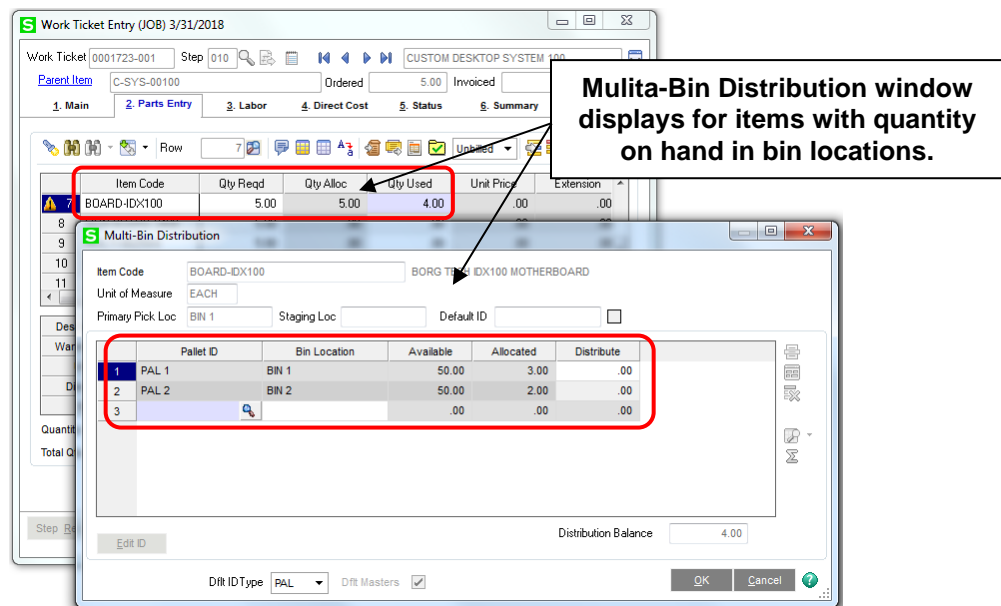 Work Ticket Entry (JOB) 3/31/2018
Work Ticket 0001723-001 Step 010 CUSTOM DESKTOP SYSTEM 100
Parent Item C-SYS-00100 Ordered 5.00 Invoiced
Mulita-Bin Distribution window
displays for items with quantity
on hand in bin locations.
1. Main 2. Parts Entry 3. Labor 4. Direct Cost 5. Status 6. Summary
Row 7 Unbilled
Item Code Qty Reqd Qty Alloc Qty Used Unit Price Extension
7 BOARD-IDX100 5.00 5.00 4.00 .00 .00
8
9
10
11
Multi-Bin Distribution
Item Code BOARD-IDX100 BORG TECH IDX100 MOTHERBOARD
Unit of Measure EACH
Primary Pick Loc BIN 1 Staging Loc Default ID
Pallet ID Bin Location Available Allocated Distribute
1 PAL 1 BIN 1 50.00 3.00 .00
2 PAL 2 BIN 2 50.00 2.00 .00
3 .00 .00 .00
Distribution Balance 4.00
Edit ID
Dflt IDType PAL Dflt Masters
OK Cancel
Des
War
D
Quantit
Total Q
Step Re